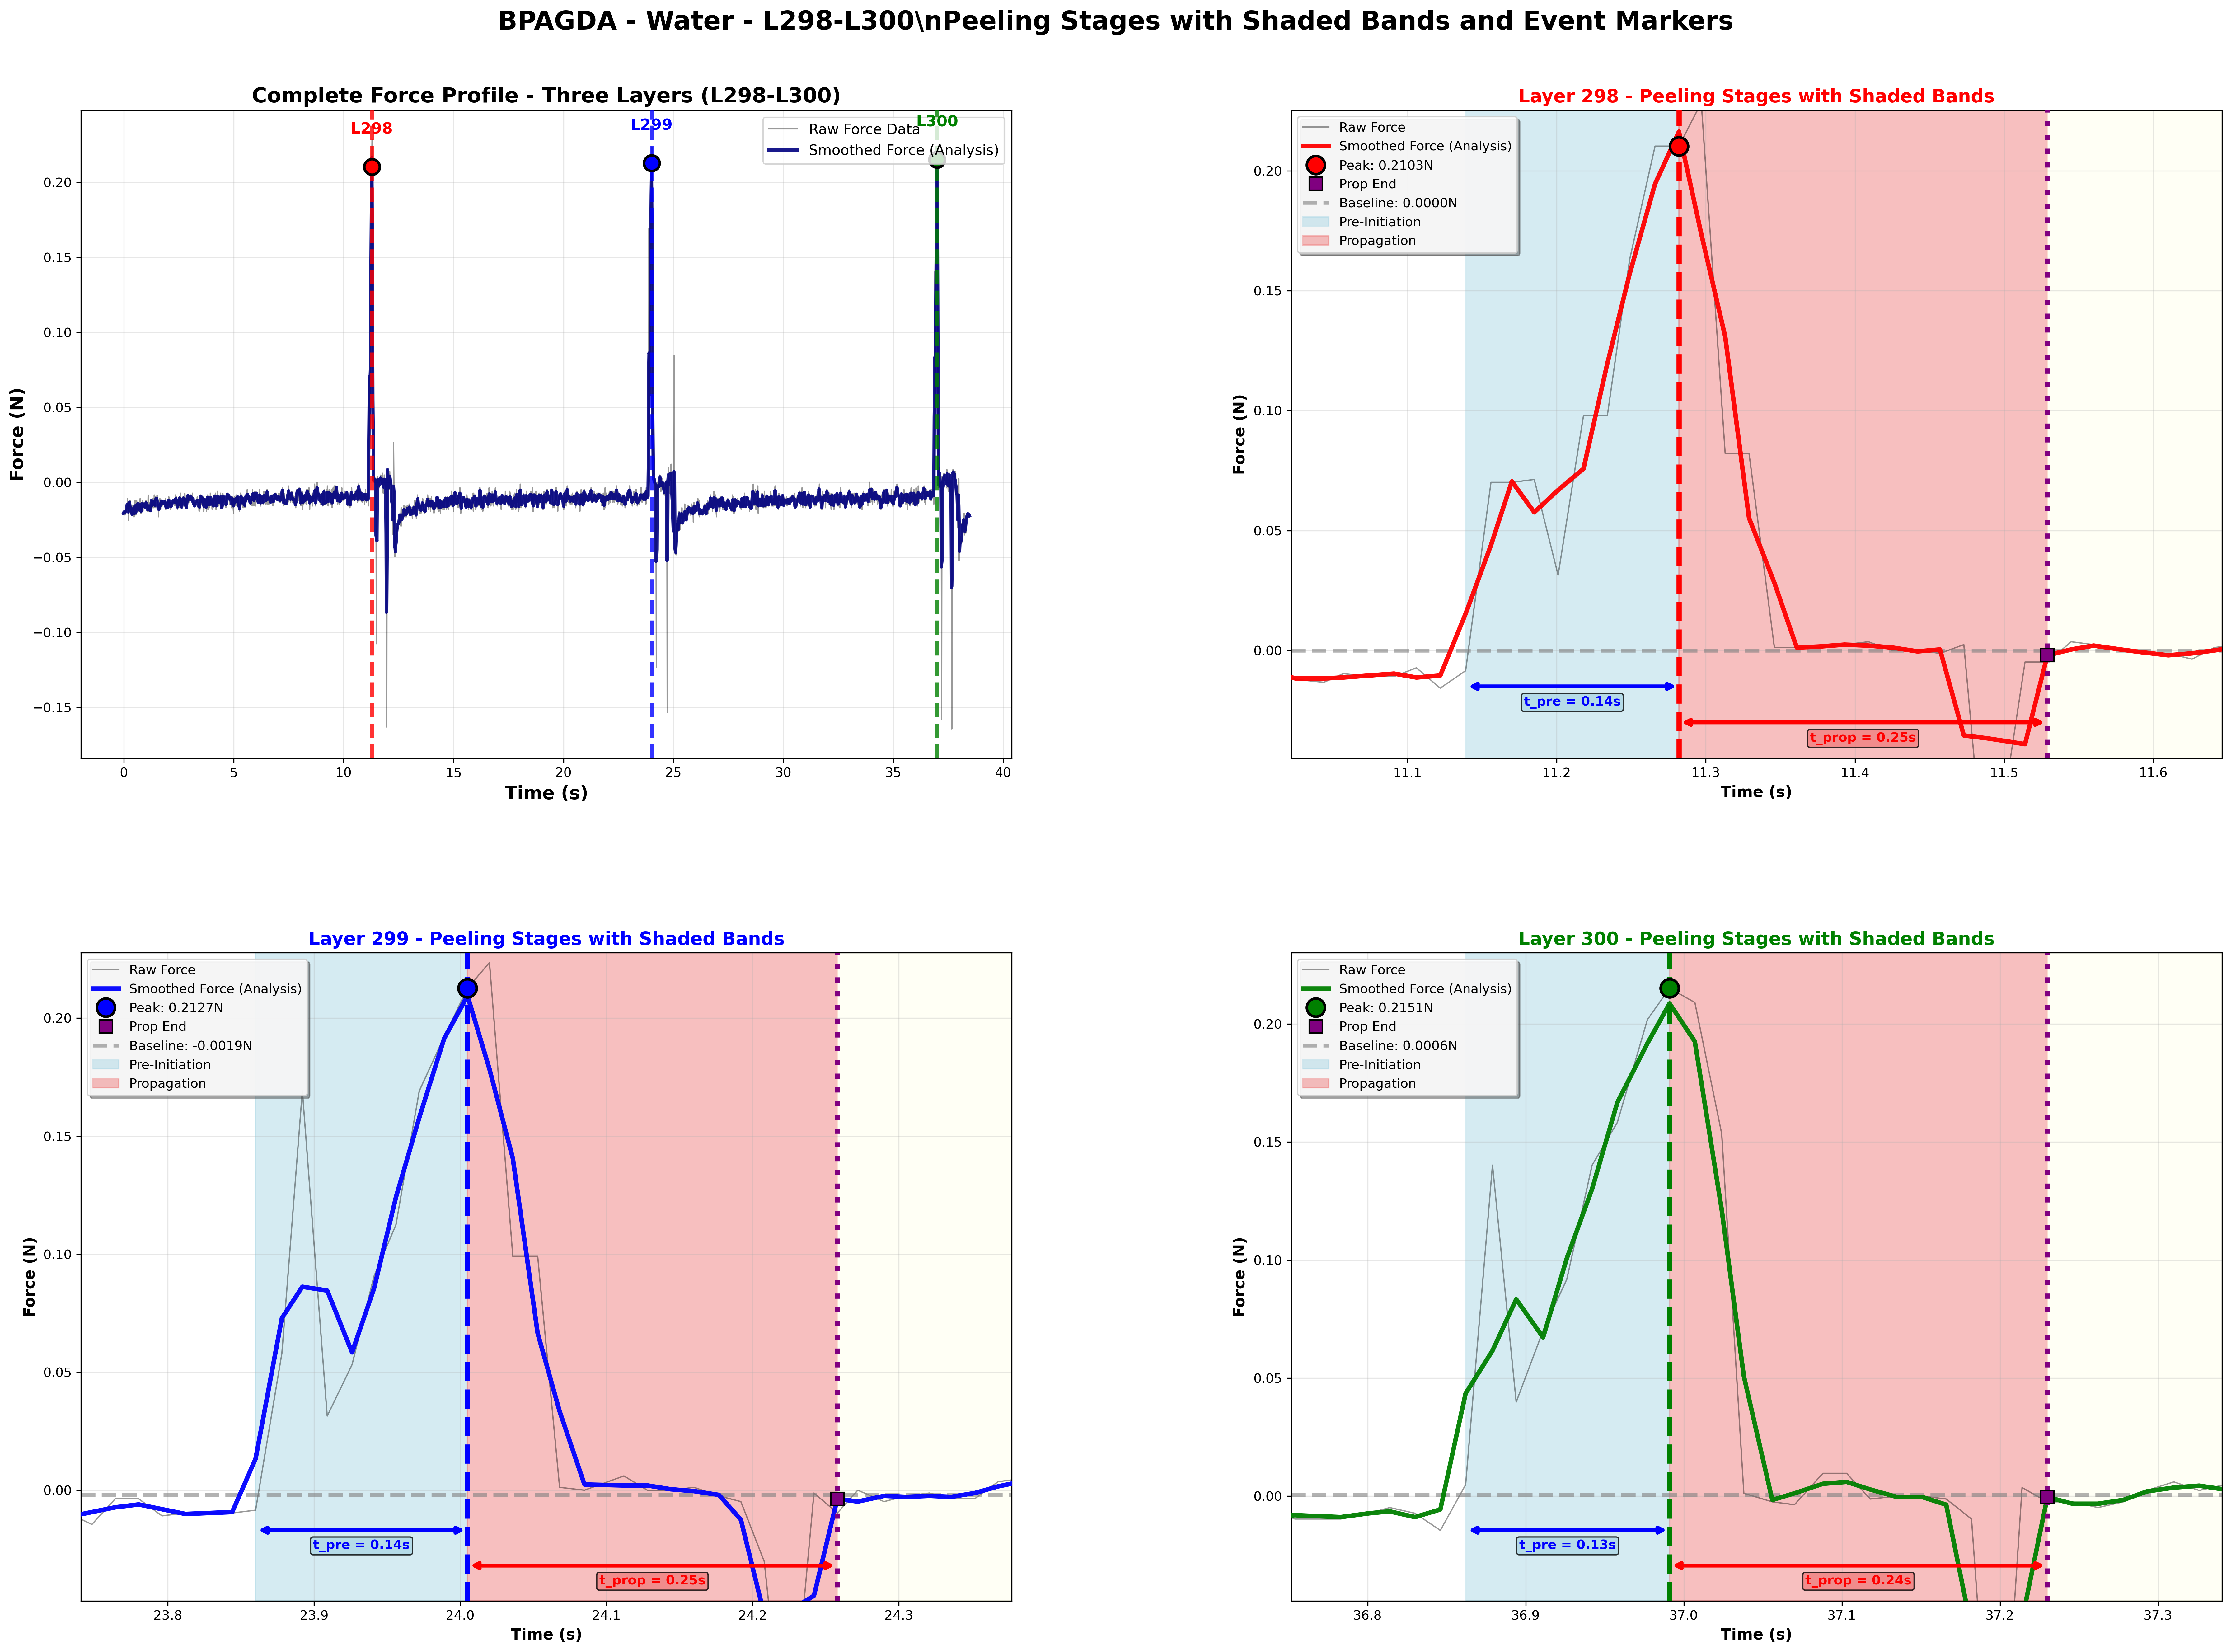 BPAGDA - Water - L298-L300\nPeeling Stages with Shaded Bands and Event Markers
Complete Force Profile - Three Layers (L298-L300)
L298
L299
L300
Raw Force Data
Smoothed Force (Analysis)
Force (N)
0.20
0.15
0.10
0.05
0.00
−0.05
−0.10
−0.15
0
5
10
15
20
25
30
35
40
Time (s)
Layer 298 - Peeling Stages with Shaded Bands
Raw Force
Smoothed Force (Analysis)
Peak: 0.2103N
Prop End
Baseline: 0.0000N
Pre-Initiation
Propagation
Force (N)
0.20
0.15
0.10
0.05
0.00
t_pre = 0.14s
t_prop = 0.25s
11.1
11.2
11.3
11.4
11.5
11.6
Time (s)
Layer 299 - Peeling Stages with Shaded Bands
Raw Force
Smoothed Force (Analysis)
Peak: 0.2127N
Prop End
Baseline: -0.0019N
Pre-Initiation
Propagation
Force (N)
0.20
0.15
0.10
0.05
0.00
t_pre = 0.14s
t_prop = 0.25s
23.8
23.9
24.0
24.1
24.2
24.3
Time (s)
Layer 300 - Peeling Stages with Shaded Bands
Raw Force
Smoothed Force (Analysis)
Peak: 0.2151N
Prop End
Baseline: 0.0006N
Pre-Initiation
Propagation
Force (N)
0.20
0.15
0.10
0.05
0.00
t_pre = 0.13s
t_prop = 0.24s
36.8
36.9
37.0
37.1
37.2
37.3
Time (s)